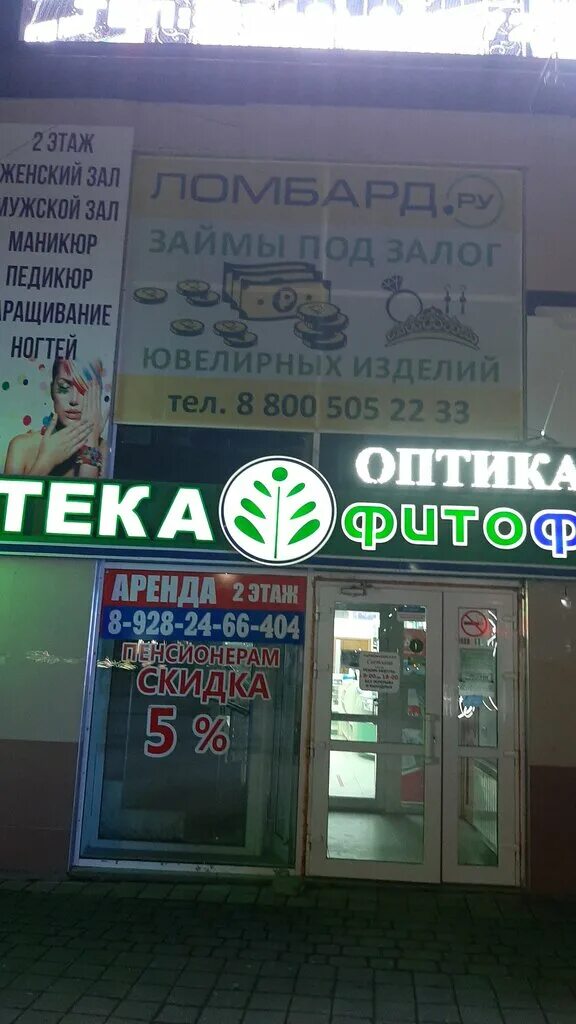 2 ЭТАЖ
ЖЕНСКИЙ ЗАЛ
МУЖСКОЙ ЗАЛ
МАНИКЮР
ПЕДИКЮР
АРАЩИВАНИЕ
НОГТЕЙ
ЛОМБАРД.РУ
ЗАЙМЫ ПОД ЗАЛОГ
ЮВЕЛИРНЫХ ИЗДЕЛИЙ
тел. 8 800 505 22 33
ОПТИКА
ТЕКА ФИТОФ
АРЕНДА 2 ЭТАЖ
8-928-24-66-404
ПЕНСИОНЕРАМ
СКИДКА
5 %